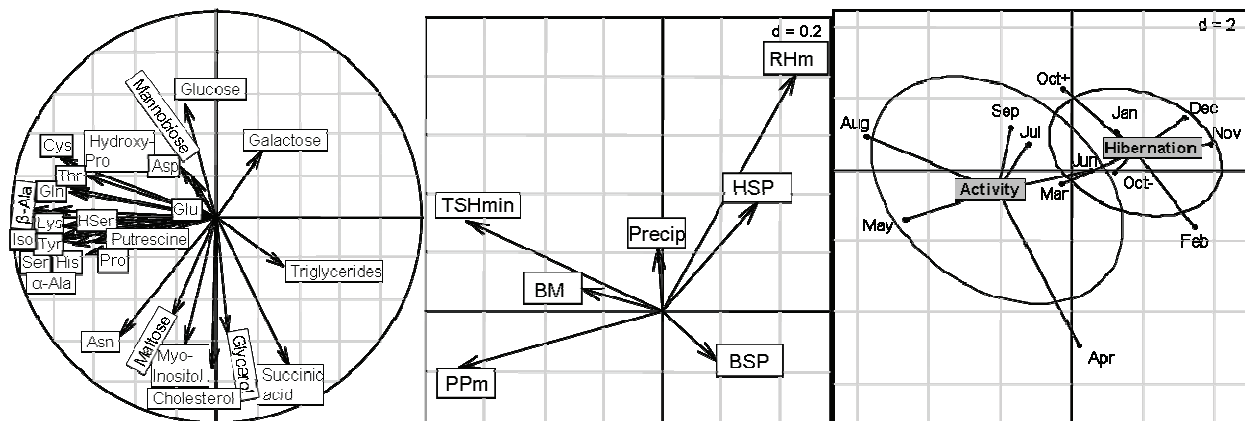 Glucose
Mannobiose
Galactose
Cys
Hydroxy-
Pro
Asp
Thr
Gln
β-Ala
Glu
Lys
HSer
Iso
Tyr
Putrescine
Ser
His
Pro
α-Ala
Triglycerides
Asn
Maltose
Myo-
Inositol
Glycerol
Succinic
acid
Cholesterol
d = 0.2
RHm
HSP
TSHmin
Precip
BM
BSP
PPm
d = 2
Oct+
Jan
Dec
Sep
Jul
Aug
Nov
Hibernation
Jun
Activity
Mar
Oct-
May
Feb
Apr